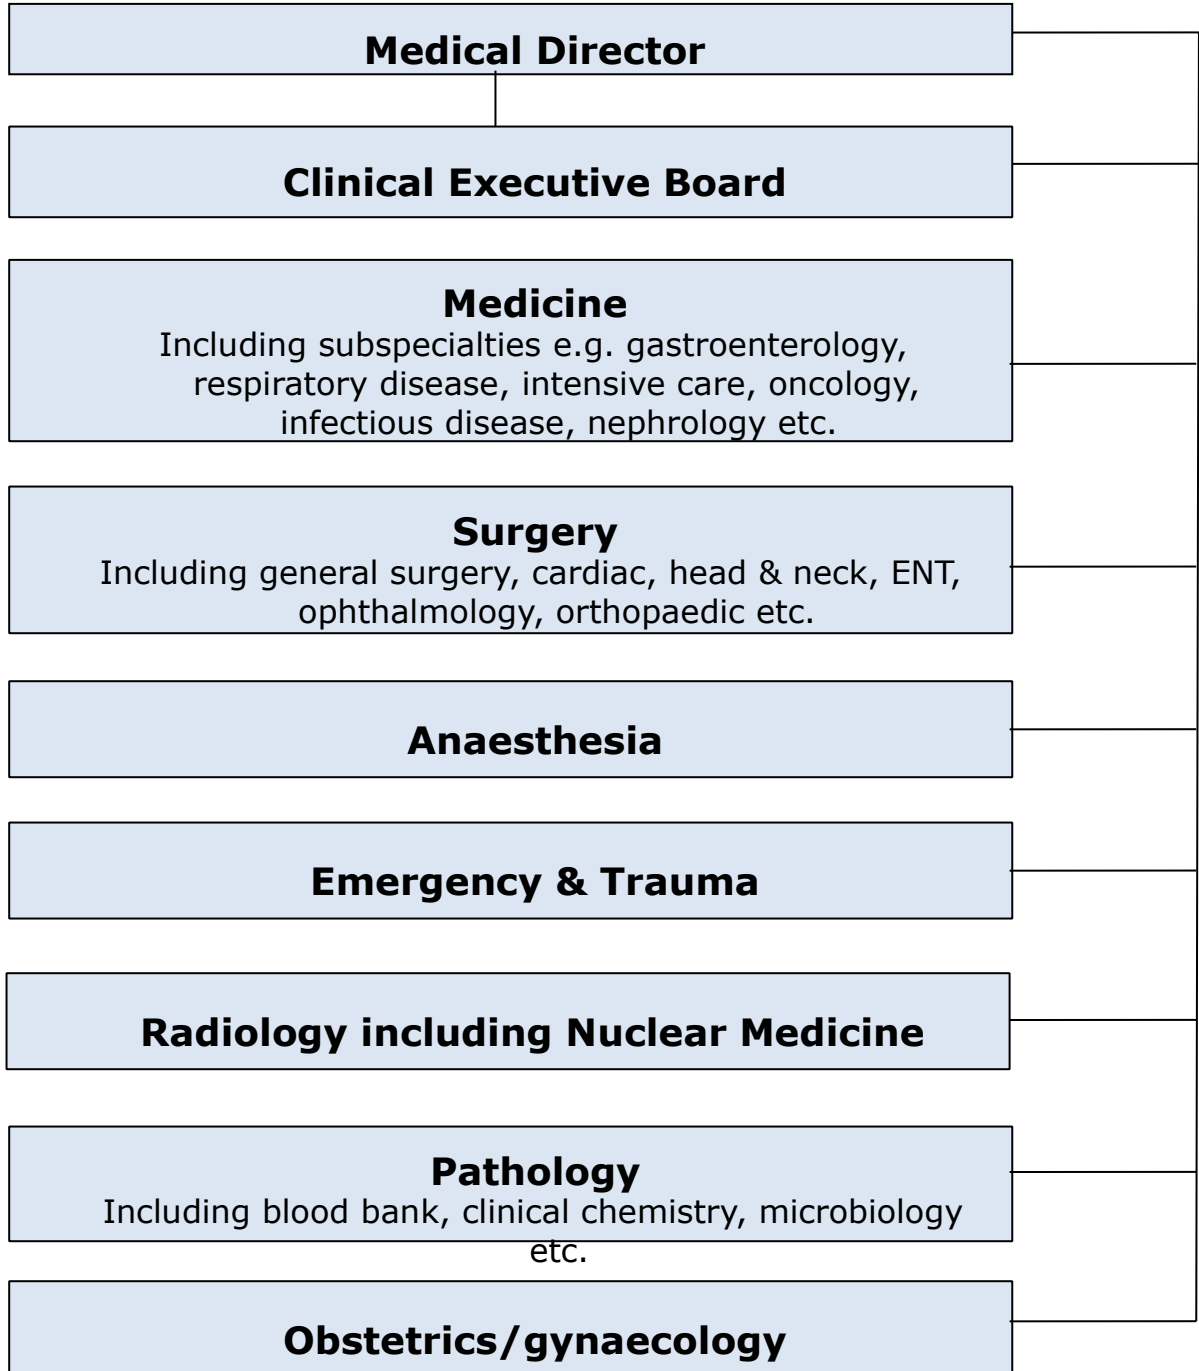 Medical Director
Clinical Executive Board
Medicine
Including subspecialties e.g. gastroenterology,
respiratory disease, intensive care, oncology,
infectious disease, nephrology etc.
Surgery
Including general surgery, cardiac, head & neck, ENT,
ophthalmology, orthopaedic etc.
Anaesthesia
Emergency & Trauma
Radiology including Nuclear Medicine
Pathology
Including blood bank, clinical chemistry, microbiology
etc.
Obstetrics/gynaecology